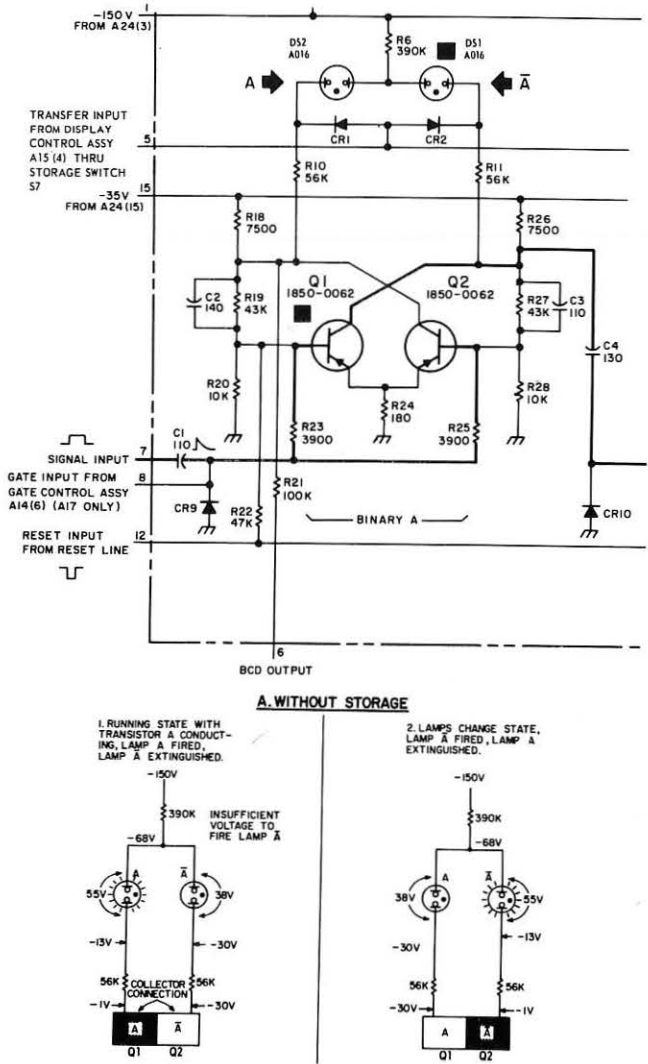 -150V 1
FROM A24(3)
R6
390K
DS2
A016
DS1
A016
A
Ā
TRANSFER INPUT
FROM DISPLAY
CONTROL ASSY
A15(4) THRU
STORAGE SWITCH
S7
5
CR1
CR2
R10
56K
R11
56K
-35V 15
FROM A24(15)
R18
7500
R26
7500
Q1
1850-0062
Q2
1850-0062
C2
140
R19
43K
R27
43K
C3
110
C4
130
R20
10K
R24
180
R28
10K
R23
3900
R25
3900
C1
110
SIGNAL INPUT 7
GATE INPUT FROM 8
GATE CONTROL ASSY
A14(6) (A17 ONLY)
CR9
R22
47K
R21
100K
BINARY A
CR10
RESET INPUT 12
FROM RESET LINE
6
BCD OUTPUT
A. WITHOUT STORAGE
1. RUNNING STATE WITH
TRANSISTOR A CONDUCT-
ING, LAMP A FIRED,
LAMP Ā EXTINGUISHED.
-150V
390K
INSUFFICIENT
VOLTAGE TO
FIRE LAMP Ā
-68V
A
Ā
55V
38V
-13V
-30V
56K
COLLECTOR
CONNECTION
56K
-1V
-30V
A
Ā
Q1
Q2
2. LAMPS CHANGE STATE,
LAMP Ā FIRED, LAMP A
EXTINGUISHED.
-150V
390K
-68V
A
Ā
38V
55V
-30V
-13V
56K
56K
-30V
-1V
A
Ā
Q1
Q2